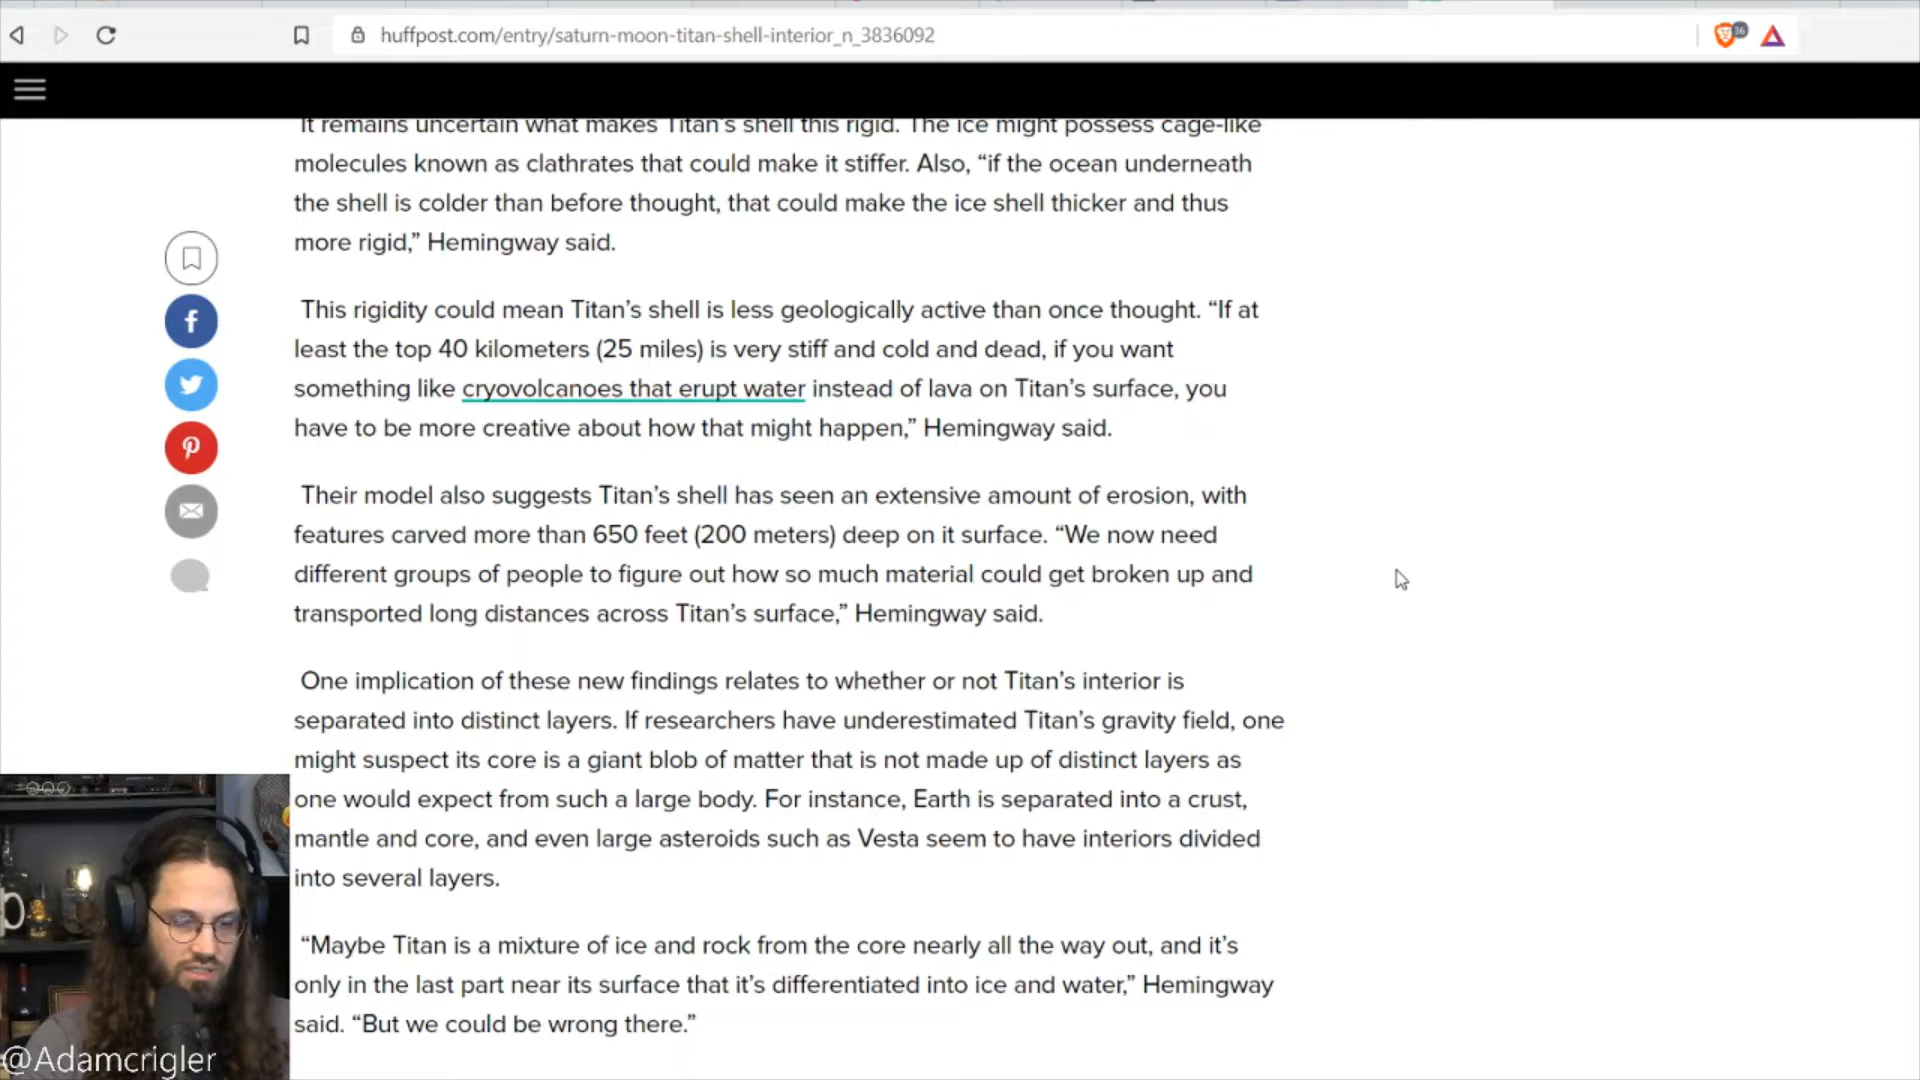 huffpost.com/entry/saturn-moon-titan-shell-interior_n_3836092
36
It remains uncertain what makes Titan's shell this rigid. The ice might possess cage-like
molecules known as clathrates that could make it stiffer. Also, “if the ocean underneath
the shell is colder than before thought, that could make the ice shell thicker and thus
more rigid,” Hemingway said.
This rigidity could mean Titan’s shell is less geologically active than once thought. “If at
least the top 40 kilometers (25 miles) is very stiff and cold and dead, if you want
something like cryovolcanoes that erupt water instead of lava on Titan’s surface, you
have to be more creative about how that might happen,” Hemingway said.
Their model also suggests Titan’s shell has seen an extensive amount of erosion, with
features carved more than 650 feet (200 meters) deep on it surface. “We now need
different groups of people to figure out how so much material could get broken up and
transported long distances across Titan’s surface,” Hemingway said.
One implication of these new findings relates to whether or not Titan’s interior is
separated into distinct layers. If researchers have underestimated Titan’s gravity field, one
might suspect its core is a giant blob of matter that is not made up of distinct layers as
one would expect from such a large body. For instance, Earth is separated into a crust,
mantle and core, and even large asteroids such as Vesta seem to have interiors divided
into several layers.
“Maybe Titan is a mixture of ice and rock from the core nearly all the way out, and it’s
only in the last part near its surface that it’s differentiated into ice and water,” Hemingway
said. “But we could be wrong there.”
@Adamcrigler